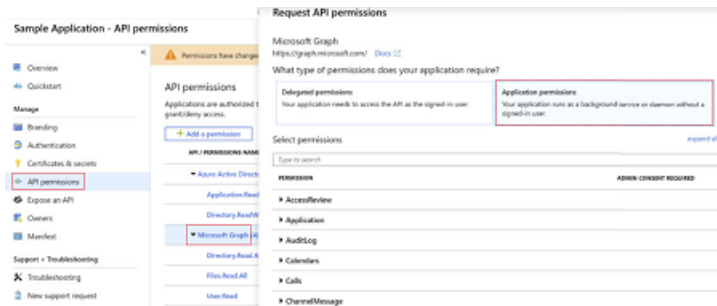 Sample Application - API permissions
«
Overview
Quickstart
Manage
Branding
Authentication
Certificates & secrets
API permissions
Expose an API
Owners
Manifest
Support + Troubleshooting
Troubleshooting
New support request
Permissions have change
API permissions
Applications are authorized t
grant/deny access.
+ Add a permission
API / PERMISSIONS NAM
Azure Active Direct
Application.Read
Directory.ReadW
Microsoft Graph (4)
Directory.Read.A
Files.Read.All
User.Read
Request API permissions
Microsoft Graph
https://graph.microsoft.com/ Docs
What type of permissions does your application require?
Delegated permissions
Your application needs to access the API as the signed-in user.
Application permissions
Your application runs as a background service or daemon without a
signed-in user.
Select permissions
expand all
Type to search
PERMISSION
ADMIN CONSENT REQUIRED
AccessReview
Application
AuditLog
Calendars
Calls
ChannelMessage